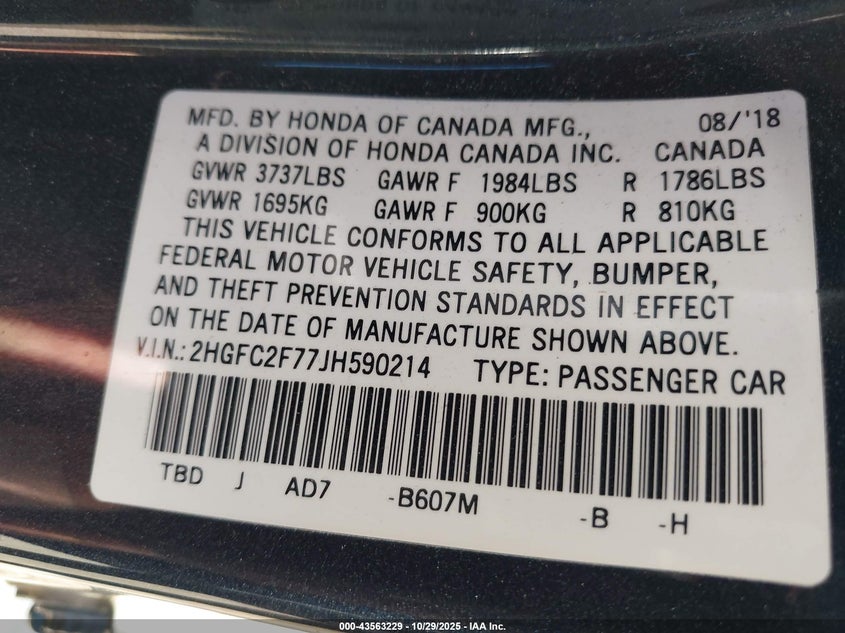 MFD. BY HONDA OF CANADA MFG., 08/'18
A DIVISION OF HONDA CANADA INC. CANADA
GVWR 3737LBS GAWR F 1984LBS R 1786LBS
GVWR 1695KG GAWR F 900KG R 810KG
THIS VEHICLE CONFORMS TO ALL APPLICABLE
FEDERAL MOTOR VEHICLE SAFETY, BUMPER,
AND THEFT PREVENTION STANDARDS IN EFFECT
ON THE DATE OF MANUFACTURE SHOWN ABOVE.
V.I.N.: 2HGFC2F77JH590214 TYPE: PASSENGER CAR
TBD J AD7 -B607M -B -H
000-43563229 - 10/29/2025 - IAA Inc.